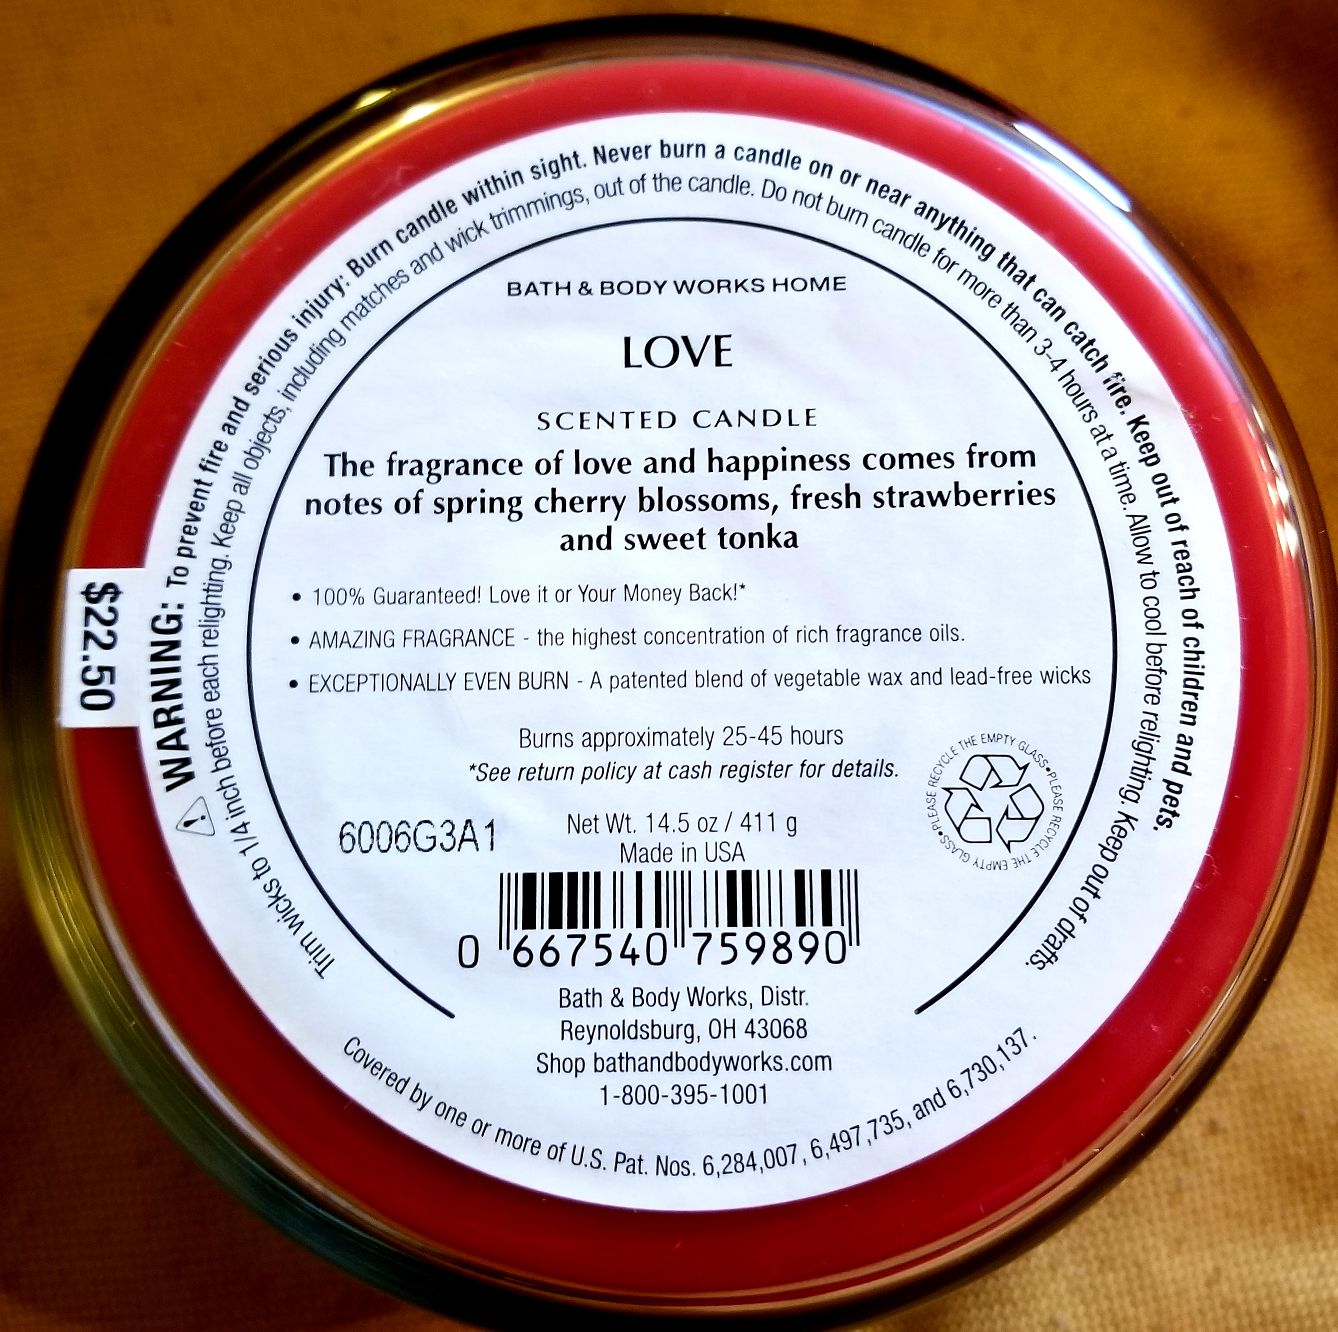 ⚠ WARNING: To prevent fire and serious injury: Burn candle within sight. Never burn a candle on or near anything that can catch fire. Keep out of reach of children and pets.
Trim wicks to 1/4 inch before each relighting. Keep all objects, including matches and wick trimmings, out of the candle. Do not burn candle for more than 3-4 hours at a time. Allow to cool before relighting. Keep out of drafts.
BATH & BODY WORKS HOME
LOVE
SCENTED CANDLE
The fragrance of love and happiness comes from
notes of spring cherry blossoms, fresh strawberries
and sweet tonka
• 100% Guaranteed! Love it or Your Money Back!*
• AMAZING FRAGRANCE - the highest concentration of rich fragrance oils.
• EXCEPTIONALLY EVEN BURN - A patented blend of vegetable wax and lead-free wicks
$22.50
Burns approximately 25-45 hours
*See return policy at cash register for details.
PLEASE RECYCLE THE EMPTY GLASS•PLEASE RECYCLE THE EMPTY GLASS•
6006G3A1
Net Wt. 14.5 oz / 411 g
Made in USA
0 667540 759890
Bath & Body Works, Distr.
Reynoldsburg, OH 43068
Shop bathandbodyworks.com
1-800-395-1001
Covered by one or more of U.S. Pat. Nos. 6,284,007, 6,497,735, and 6,730,137.